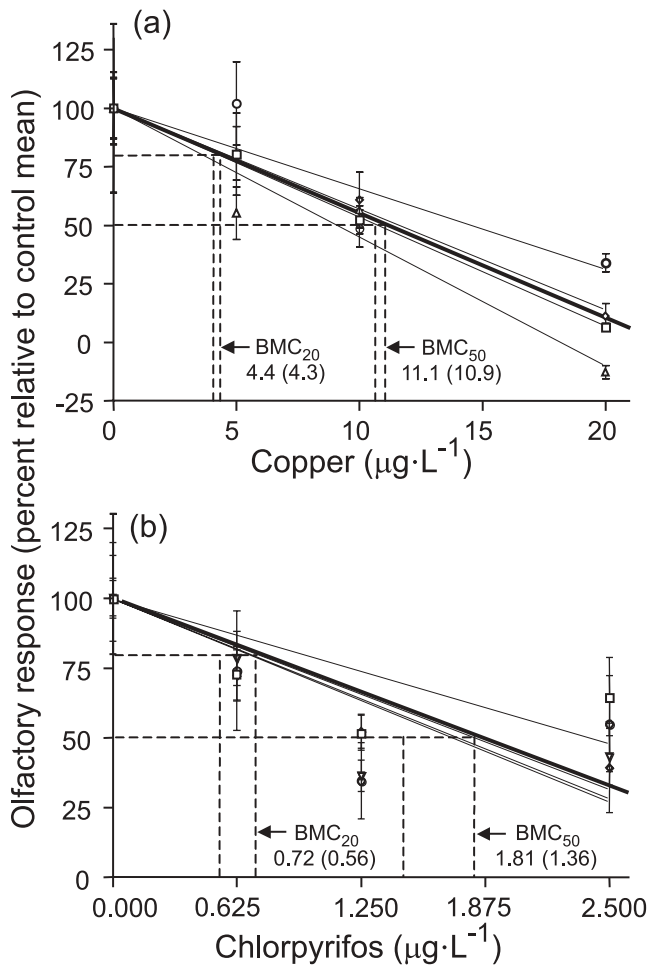 Olfactory response (percent relative to control mean)
(a)
125
100
75
50
25
0
-25
BMC₂₀
4.4 (4.3)
BMC₅₀
11.1 (10.9)
0 5 10 15 20
Copper (μg·L⁻¹)
(b)
125
100
75
50
25
0
BMC₂₀
0.72 (0.56)
BMC₅₀
1.81 (1.36)
0.000 0.625 1.250 1.875 2.500
Chlorpyrifos (μg·L⁻¹)